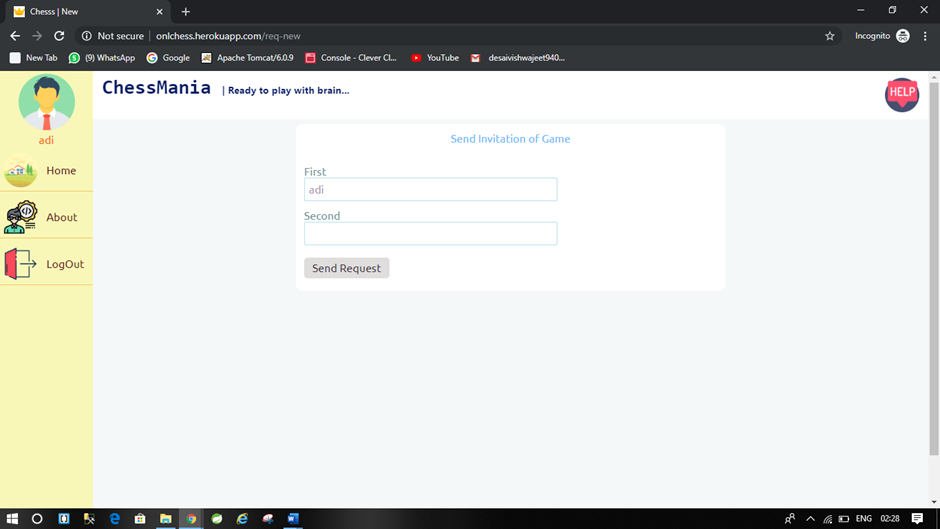 Chesss | New
Not secure | onlchess.herokuapp.com/req-new
Incognito
New Tab
(9) WhatsApp
Google
Apache Tomcat/6.0.9
Console - Clever Cl...
YouTube
desaivishwajeet940...
ChessMania | Ready to play with brain...
HELP
adi
Home
About
LogOut
Send Invitation of Game
First
adi
Second
Send Request
ENG
02:28